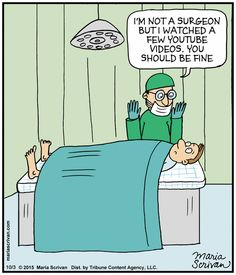 I'M NOT A SURGEON
BUT I WATCHED A
FEW YOUTUBE
VIDEOS. YOU
SHOULD BE FINE
mariascrivan.com
Maria
Scrivan
10/3 © 2015 Maria Scrivan Dist. by Tribune Content Agency, LLC.